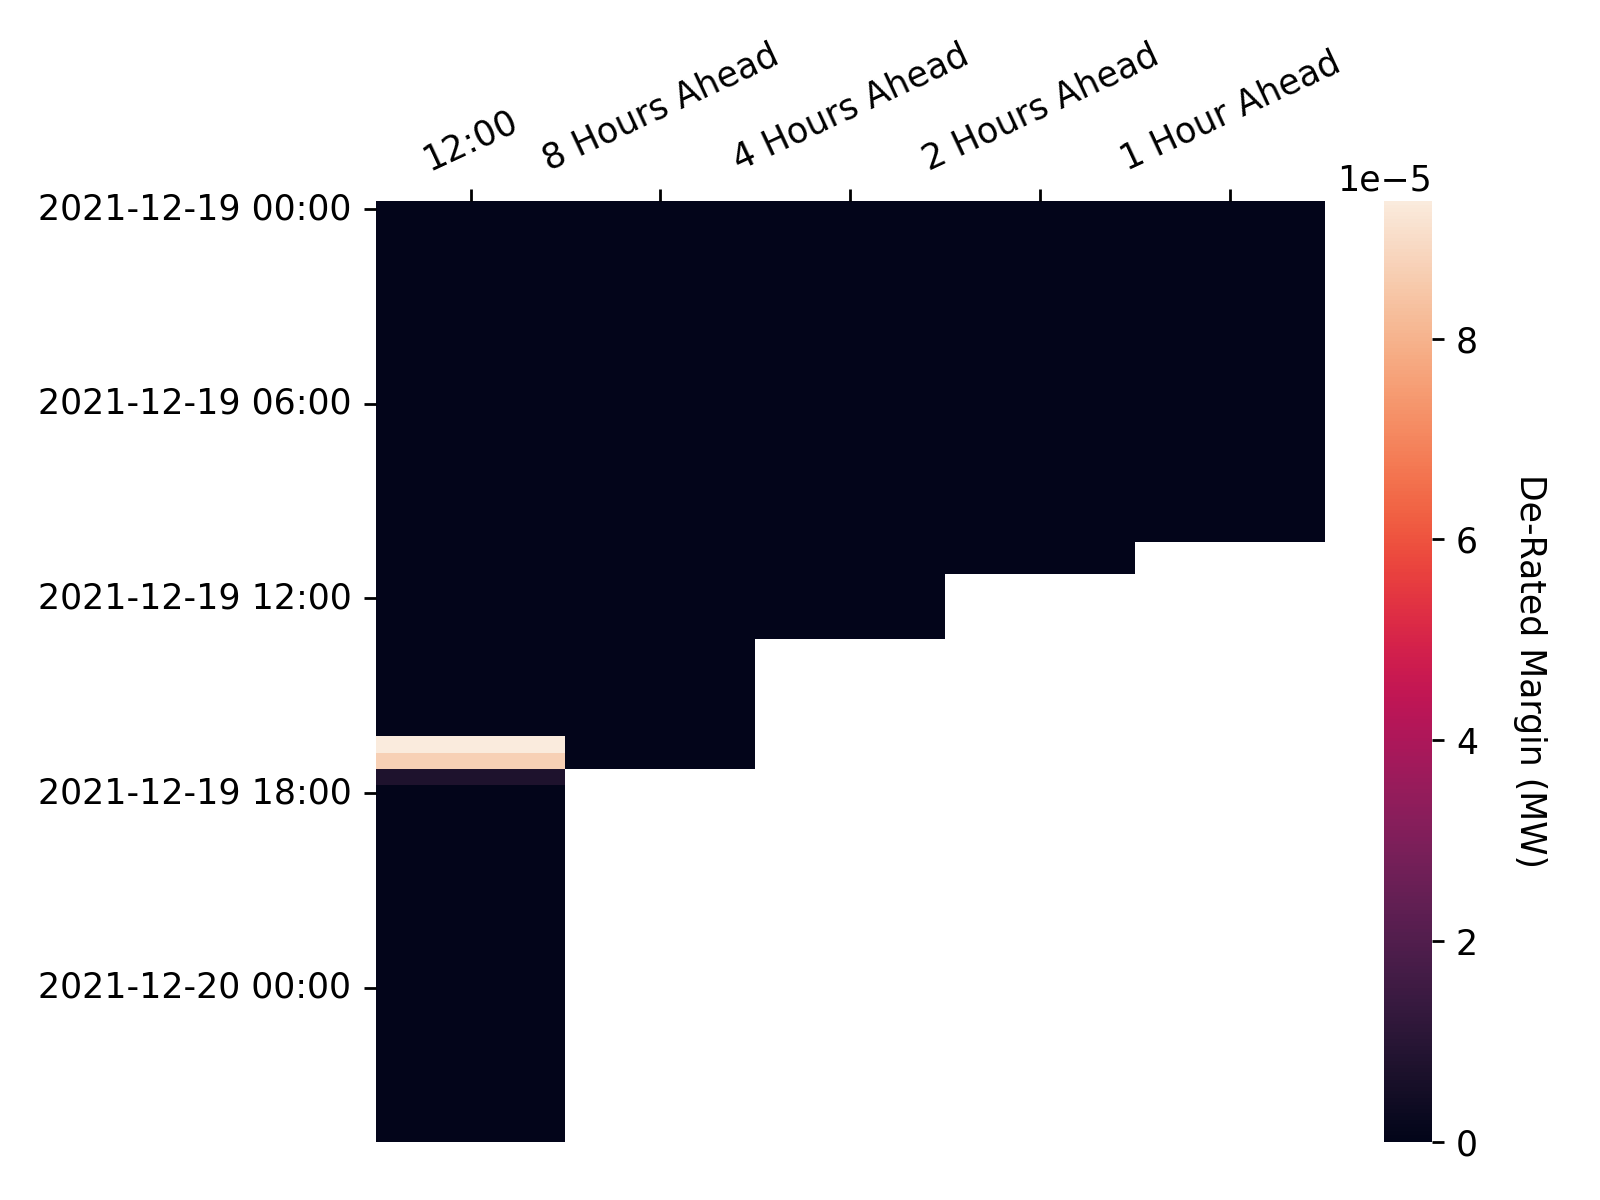 12:00
8 Hours Ahead
4 Hours Ahead
2 Hours Ahead
1 Hour Ahead
1e−5
2021-12-19 00:00
2021-12-19 06:00
2021-12-19 12:00
2021-12-19 18:00
2021-12-20 00:00
8
6
4
2
0
De-Rated Margin (MW)